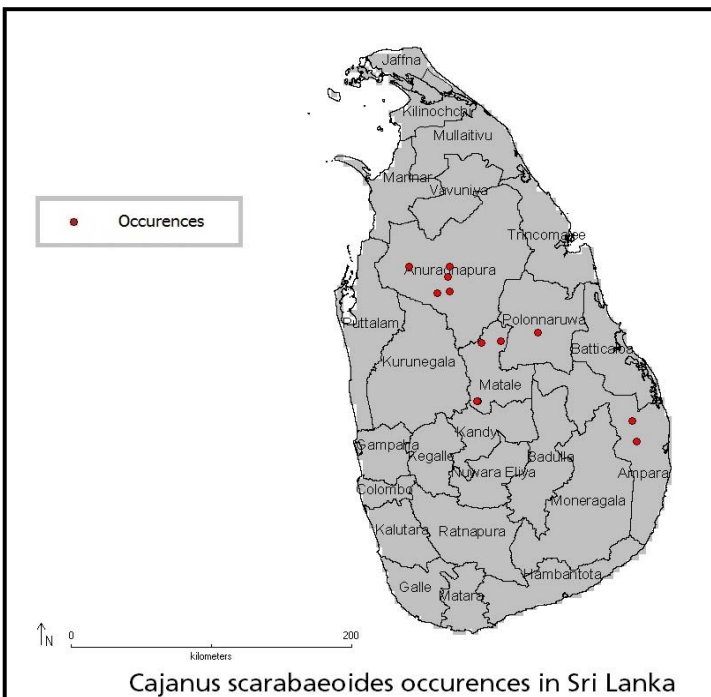 Jaffna
Kilinochchi
Mullaitivu
Mannar
Vavuniya
Trincomalee
Occurences
Anuradhapura
Puttalam
Polonnaruwa
Batticaloa
Kurunegala
Matale
Kandy
Gampaha
Kegalle
Badulla
Nuwara Eliya
Ampara
Colombo
Moneragala
Kalutara
Ratnapura
Hambantota
Galle
Matara
N
0 200
kilometers
Cajanus scarabaeoides occurences in Sri Lanka